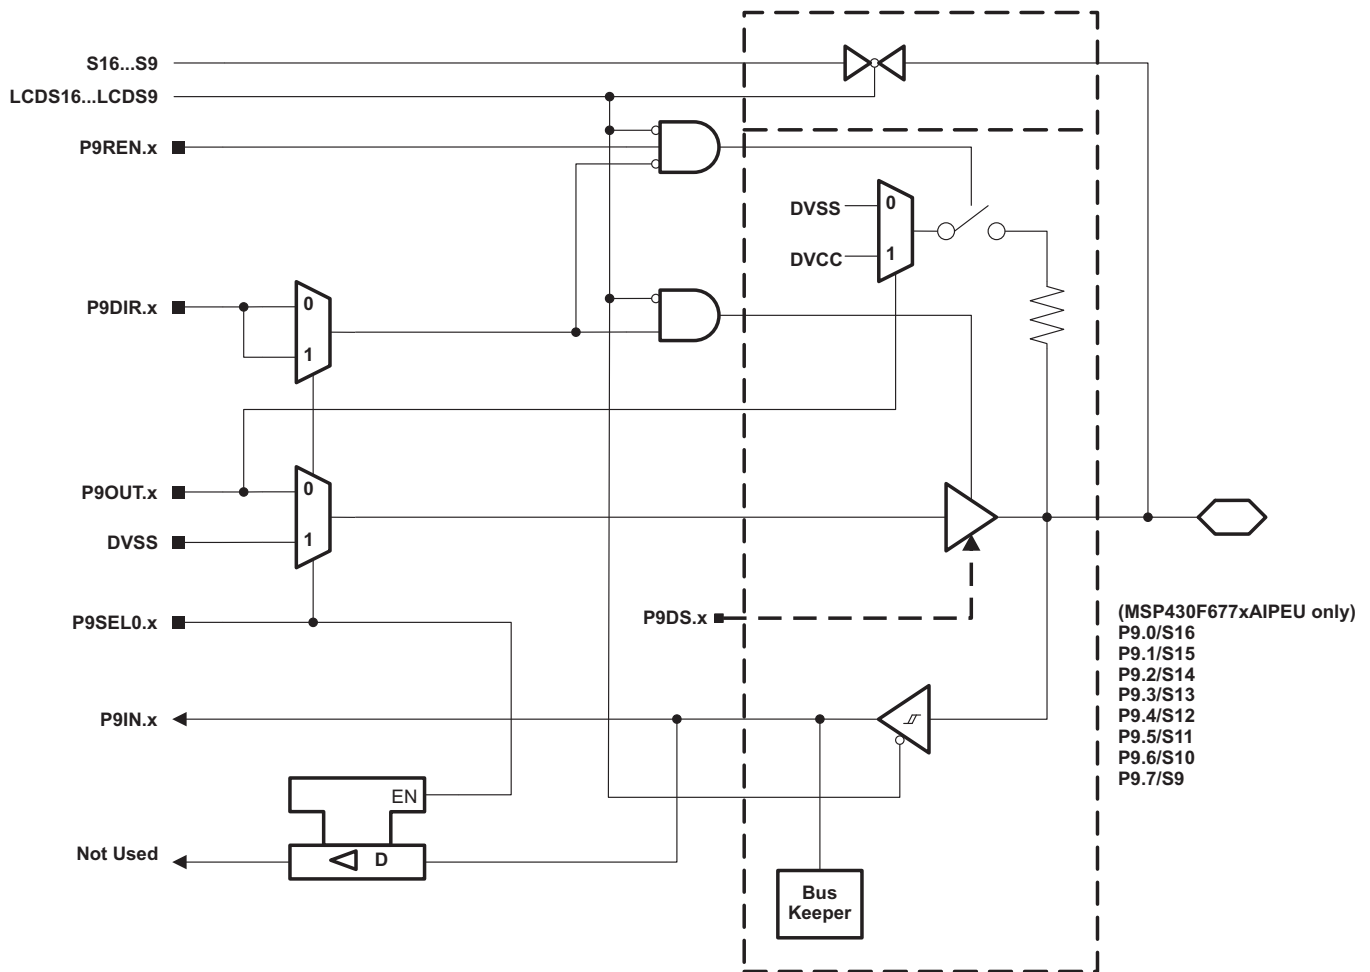 S16...S9
LCDS16...LCDS9
P9REN.x
DVSS
0
DVCC
1
P9DIR.x
0
1
P9OUT.x
0
DVSS
1
P9SEL0.x
P9DS.x
(MSP430F677xAIPEU only)
P9.0/S16
P9.1/S15
P9.2/S14
P9.3/S13
P9.4/S12
P9.5/S11
P9.6/S10
P9.7/S9
P9IN.x
EN
Not Used
D
Bus
Keeper